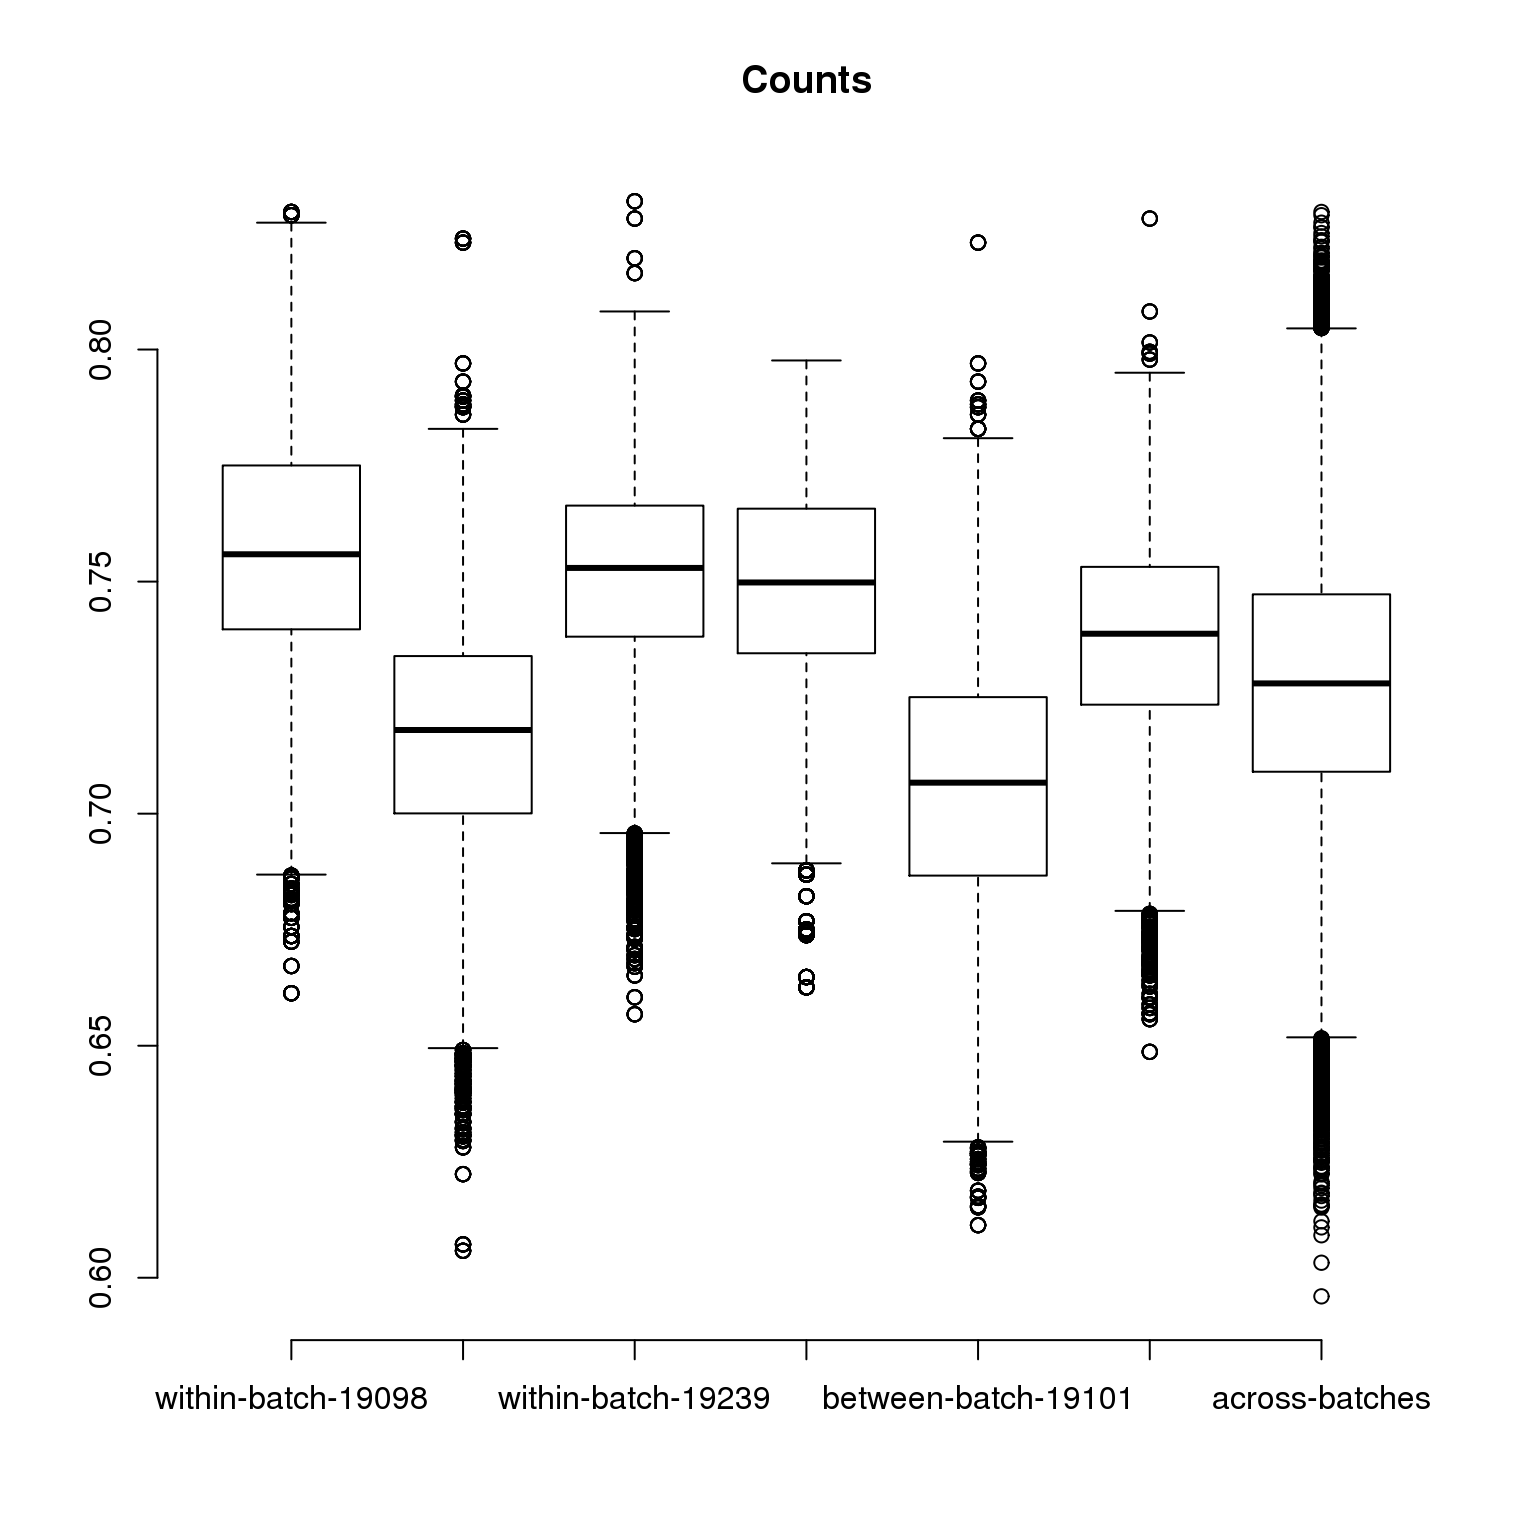 Counts
0.80
0.75
0.70
0.65
0.60
within-batch-19098
within-batch-19239
between-batch-19101
across-batches